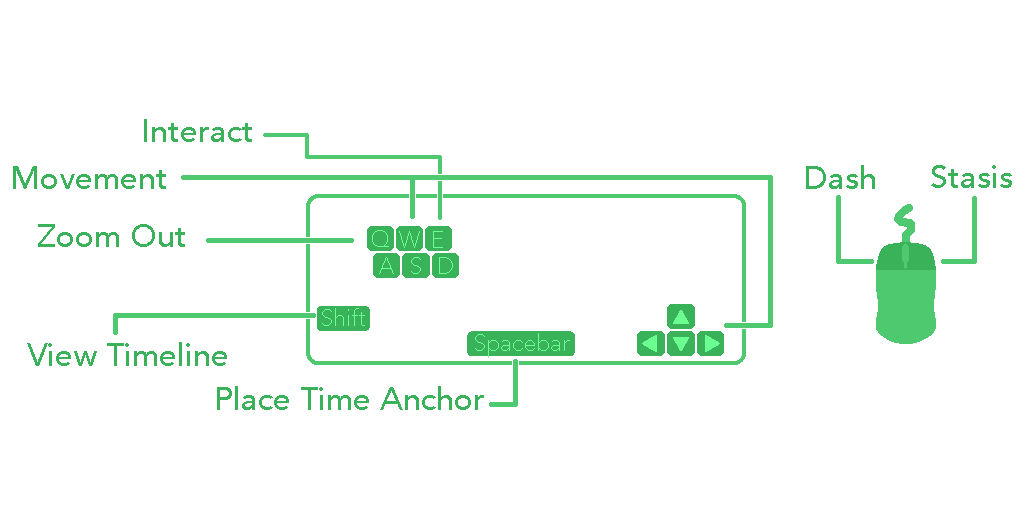 Interact
Movement
Dash
Stasis
Zoom Out
Q W E
A S D
Shift
View Timeline
Spacebar
Place Time Anchor